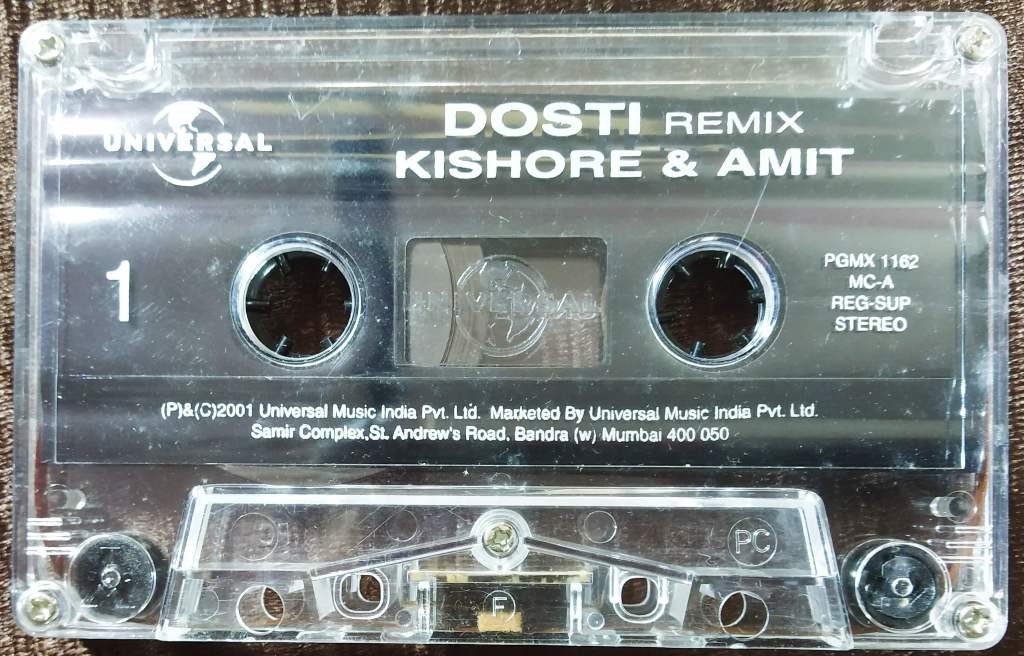 UNIVERSAL
DOSTI REMIX
KISHORE & AMIT
1
UNIVERSAL
PGMX 1162
MC-A
REG-SUP
STEREO
(P)&(C)2001 Universal Music India Pvt. Ltd. Marketed By Universal Music India Pvt. Ltd.
Samir Complex,St. Andrew's Road, Bandra (w) Mumbai 400 050
PC